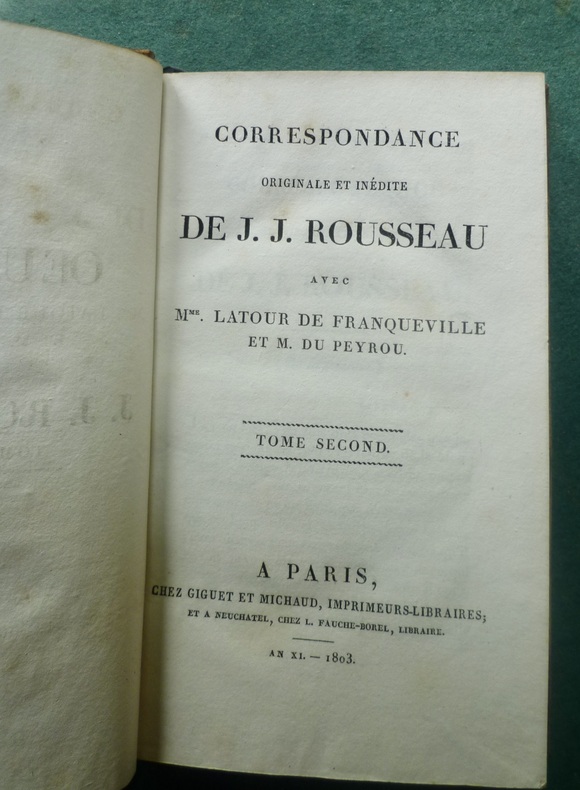 CORRESPONDANCE
ORIGINALE ET INÉDITE
DE J. J. ROUSSEAU
AVEC
Mᴹᴱ. LATOUR DE FRANQUEVILLE
ET M. DU PEYROU.
TOME SECOND.
A PARIS,
CHEZ GIGUET ET MICHAUD, IMPRIMEURS-LIBRAIRES;
ET A NEUCHATEL, CHEZ L. FAUCHE-BOREL, LIBRAIRE.
AN XI. — 1803.